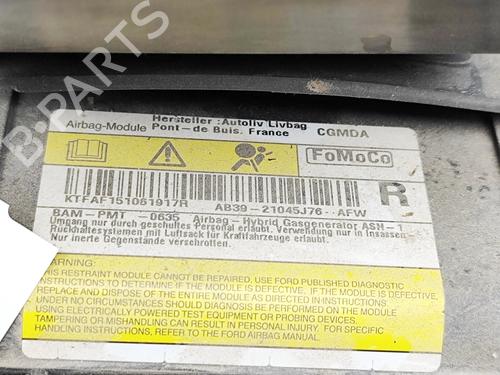 B-PARTS
Hersteller :Autoliv Livbag
Airbag-Module Pont-de Buis. France CGMDA
FoMoCo
KTFAF151061917R AB39-21045J76--AFW R
BAM-PMT -0635 Airbag-Hybrid Gasgenerator ASH-1
Umgang nur durch geschultes Personal erlaubt. Verwendung nur in Insassen-
Rückhaltesystemen mit Luftsack für Kraftfahrzeuge erlaubt.
Nur inerte Gegenstände verschroten.
WARNING:
THIS RESTRAINT MODULE CANNOT BE REPAIRED, USE FORD PUBLISHED DIAGNOSTIC
INSTRUCTIONS TO DETERMINE IF THE MODULE IS DEFECTIVE. IF THE MODULE IS DEFECTIVE,
REPLACE AND DISPOSE OF THE ENTIRE MODULE AS DIRECTED IN THE INSTRUCTIONS.
UNDER NO CIRCUMSTANCES SHOULD DIAGNOSIS BE PERFORMED ON THE MODULE
USING ELECTRICALLY POWERED TEST EQUIPMENT OR PROBING DEVICES.
TAMPERING OR MISHANDLING CAN RESULT IN PERSONAL INJURY. FOR SPECIFIC
HANDLING INSTRUCTIONS, REFER TO THE FORD AIRBAG MANUAL.